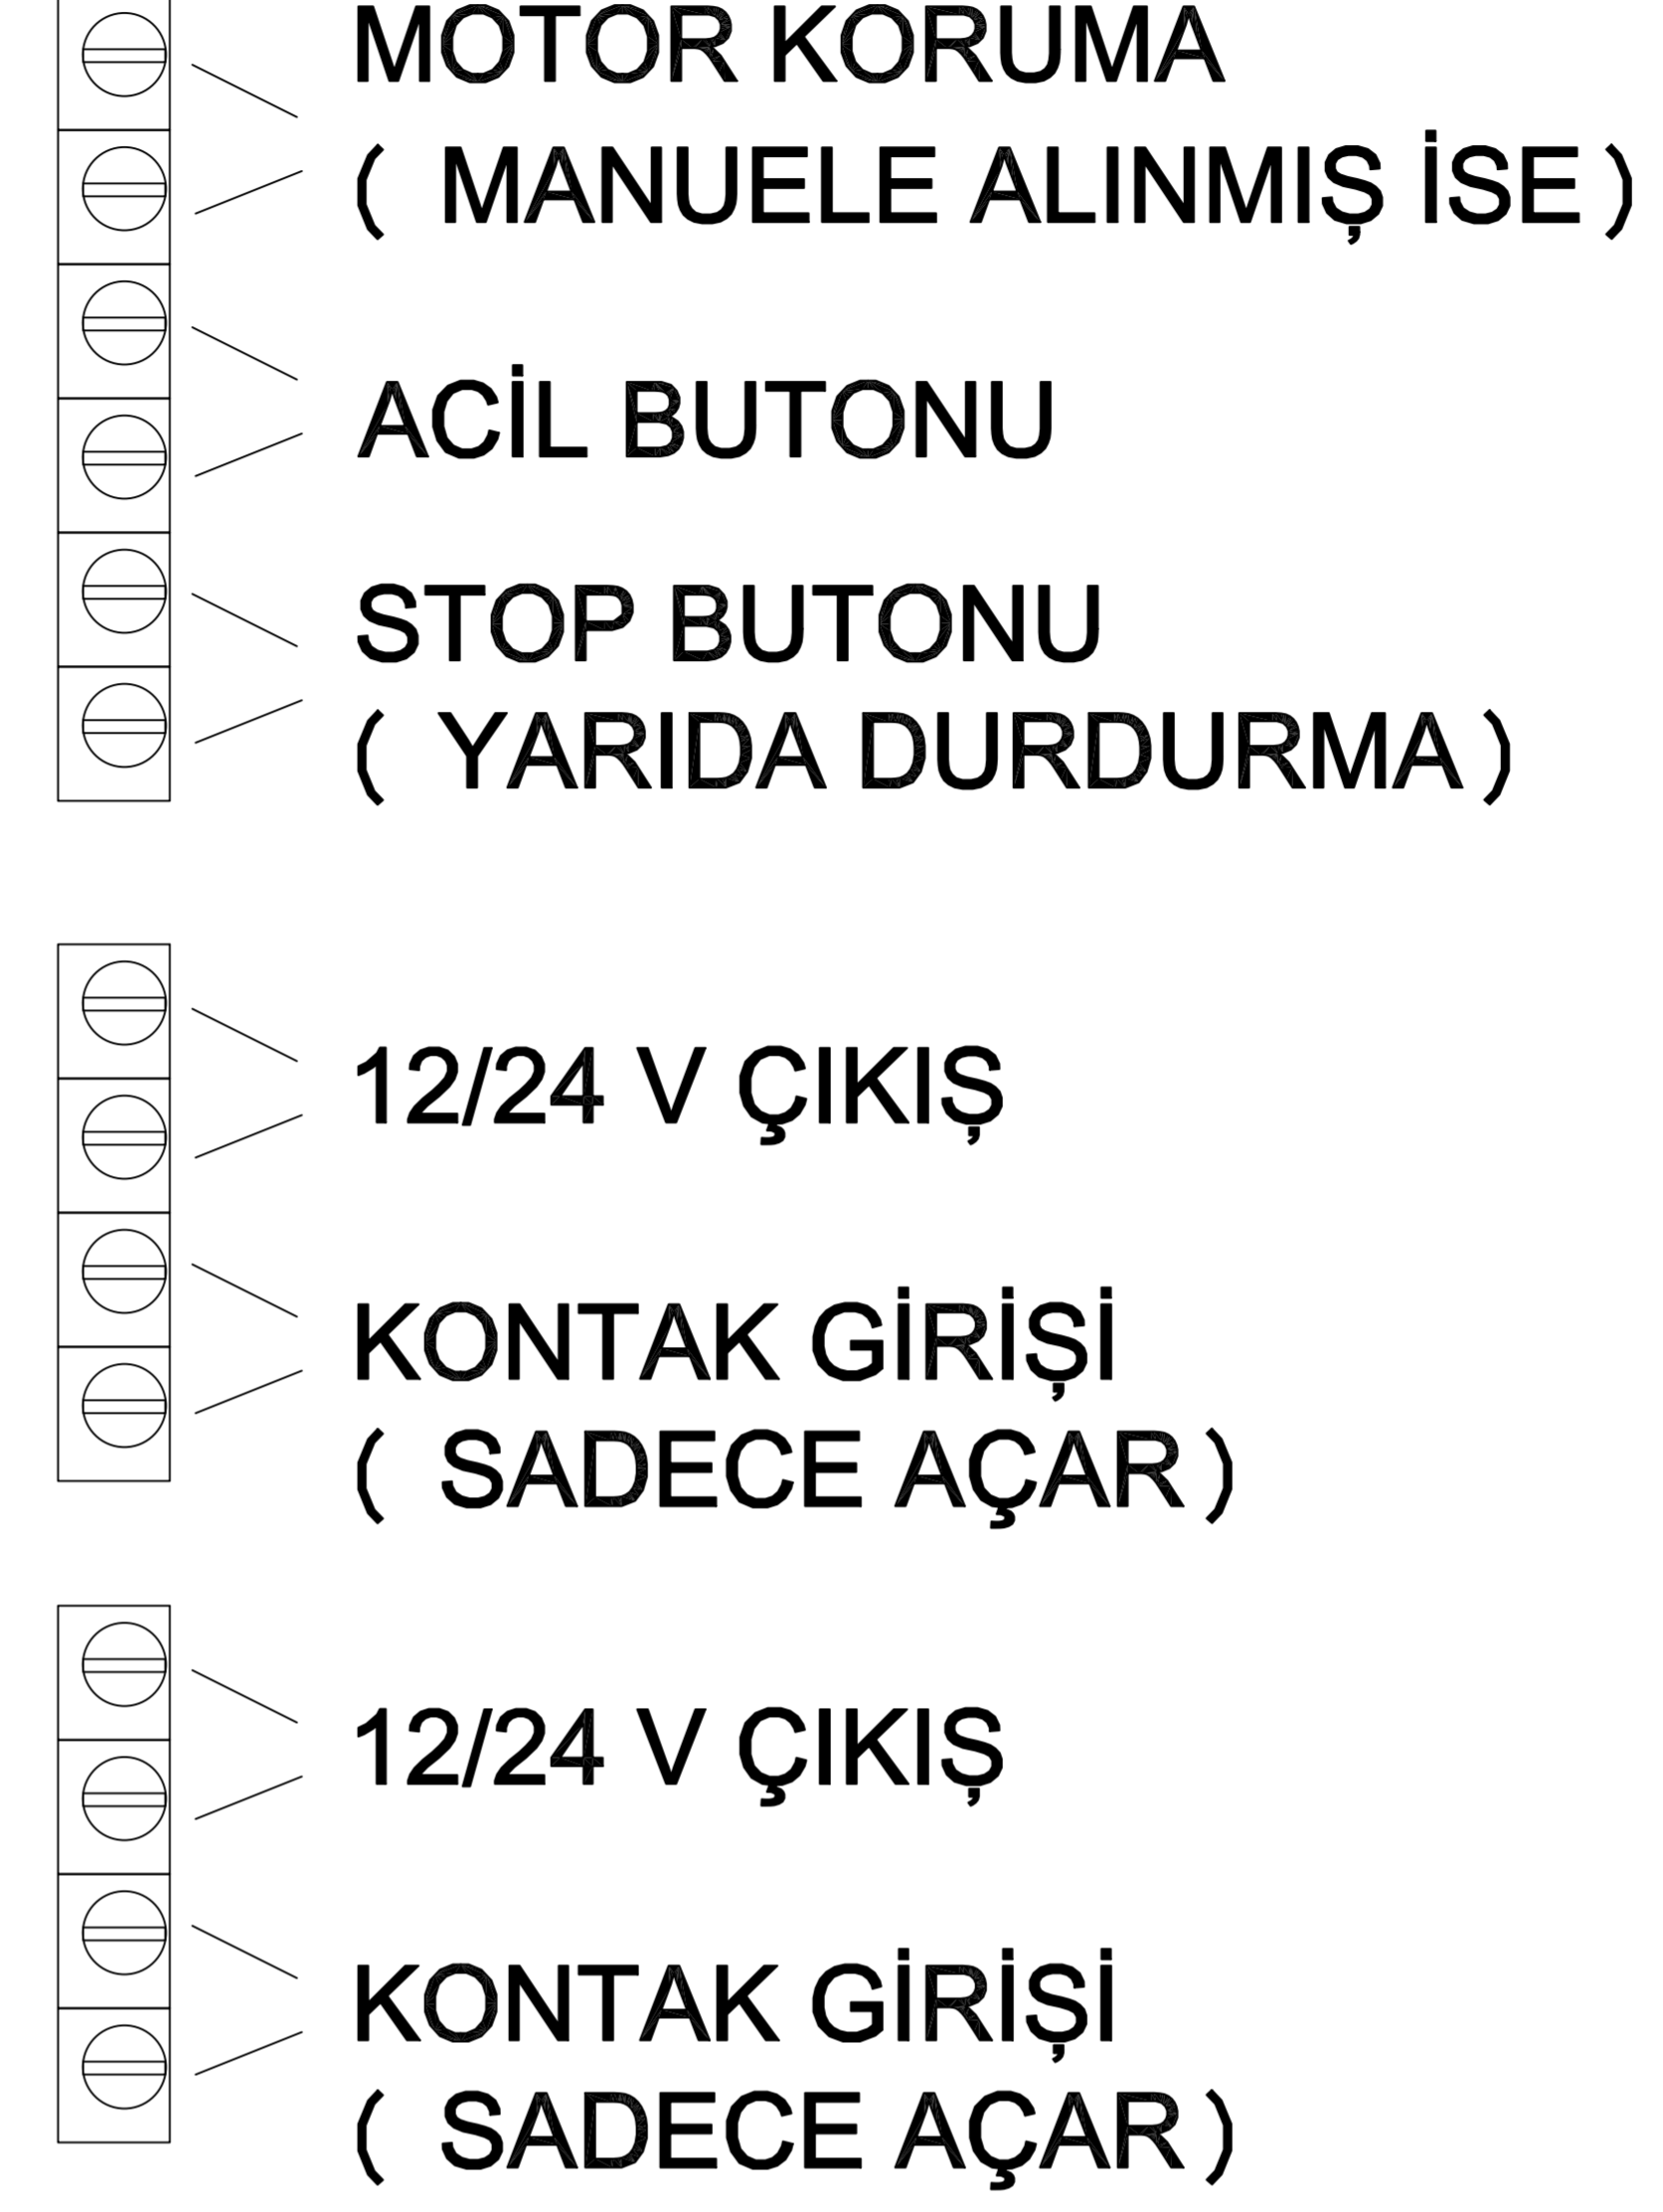 MOTOR KORUMA
( MANUELE ALINMIŞ İSE )
ACİL BUTONU
STOP BUTONU
( YARIDA DURDURMA )
12/24 V ÇIKIŞ
KONTAK GİRİŞİ
( SADECE AÇAR )
12/24 V ÇIKIŞ
KONTAK GİRİŞİ
( SADECE AÇAR )